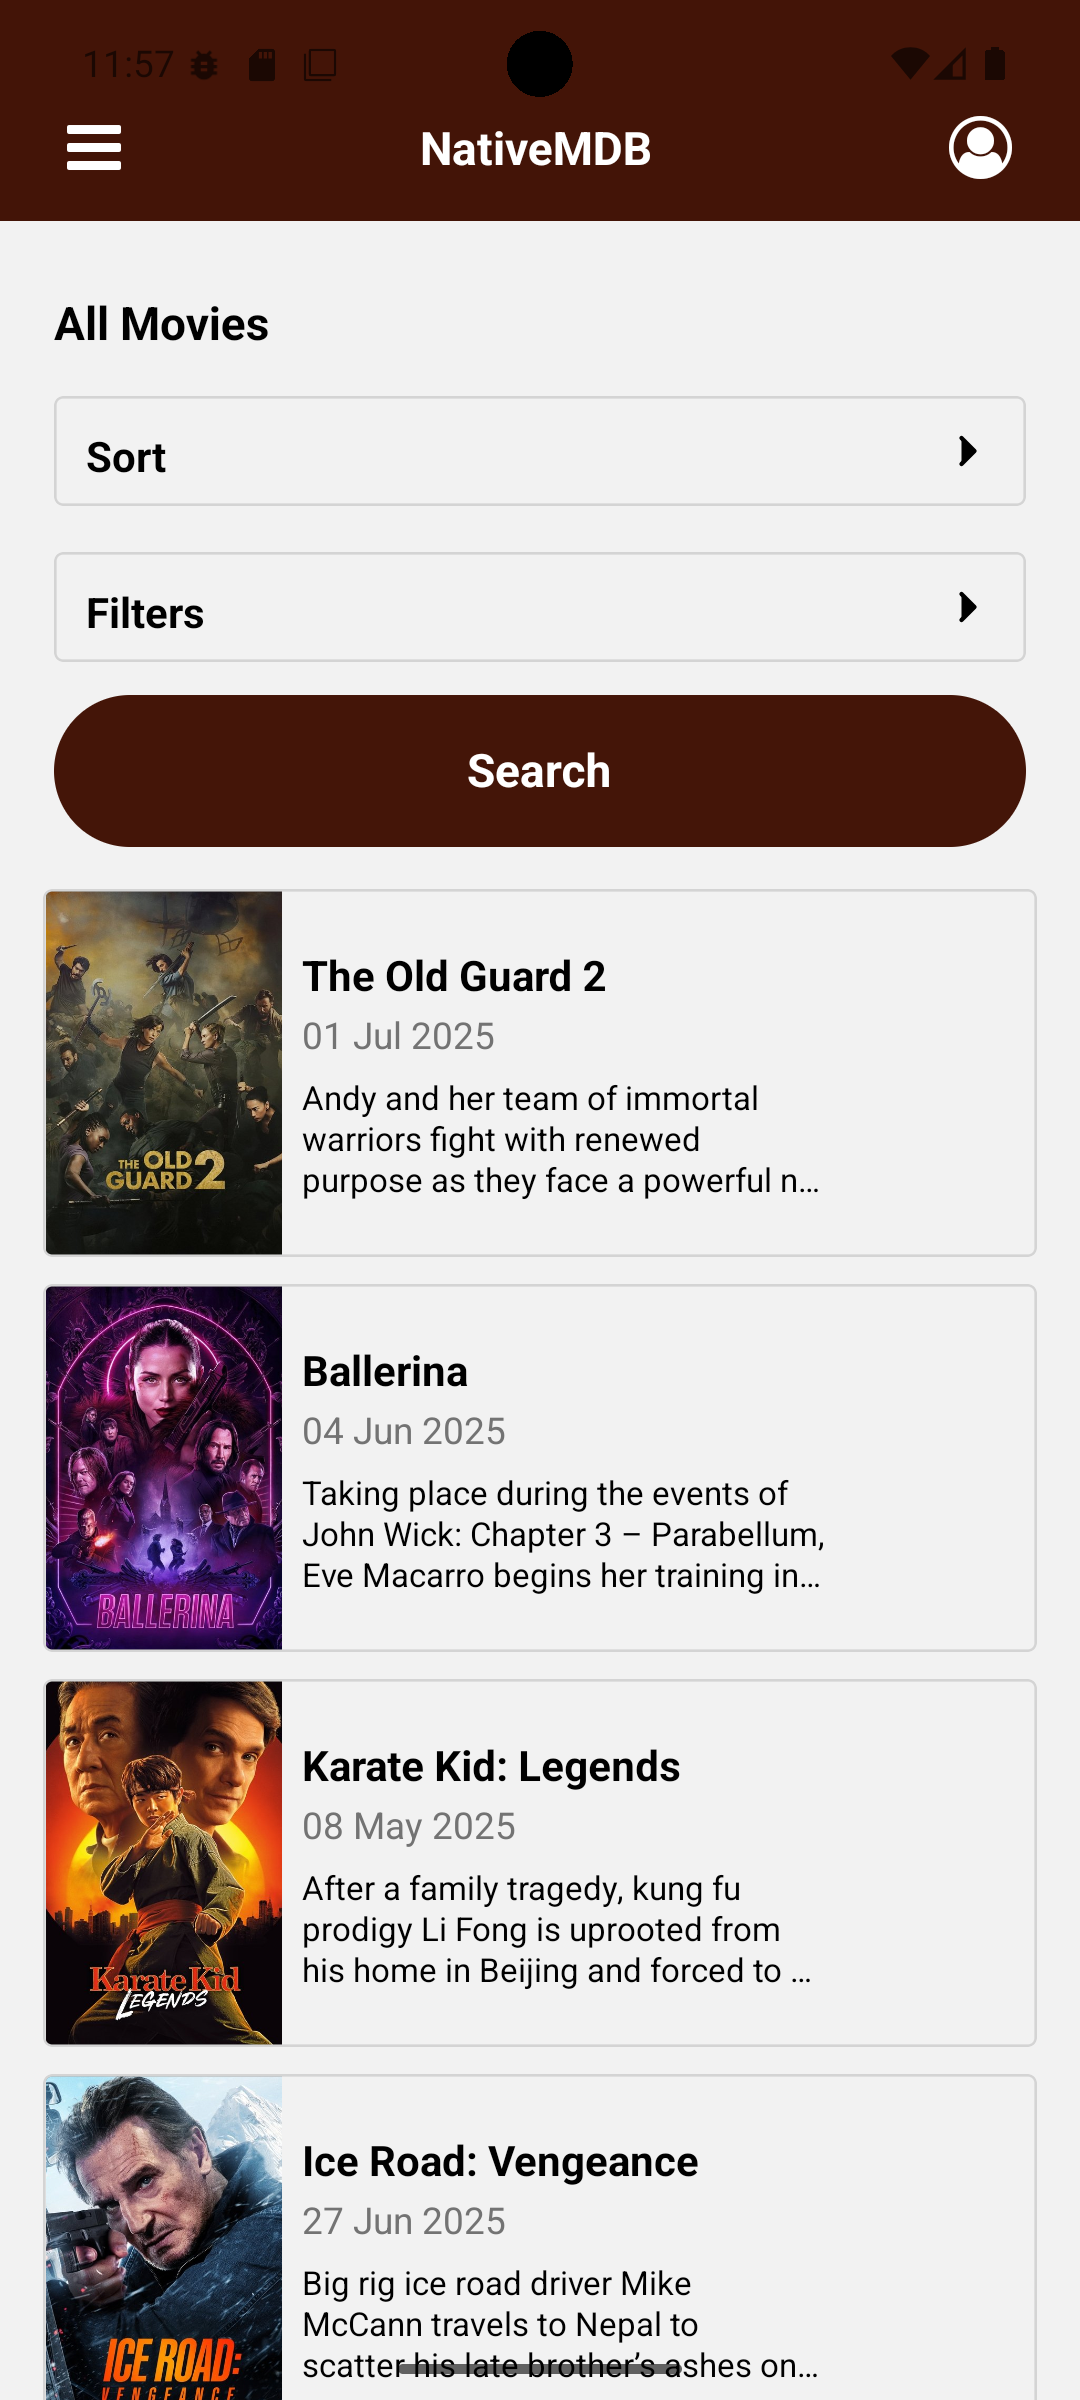 11:57
NativeMDB
All Movies
Sort
Filters
Search
THE OLD
GUARD 2
The Old Guard 2
01 Jul 2025
Andy and her team of immortal
warriors fight with renewed
purpose as they face a powerful n…
BALLERINA
Ballerina
04 Jun 2025
Taking place during the events of
John Wick: Chapter 3 – Parabellum,
Eve Macarro begins her training in…
Karate Kid
LEGENDS
Karate Kid: Legends
08 May 2025
After a family tragedy, kung fu
prodigy Li Fong is uprooted from
his home in Beijing and forced to …
ICE ROAD:
VENGEANCE
Ice Road: Vengeance
27 Jun 2025
Big rig ice road driver Mike
McCann travels to Nepal to
scatter his late brother’s ashes on…